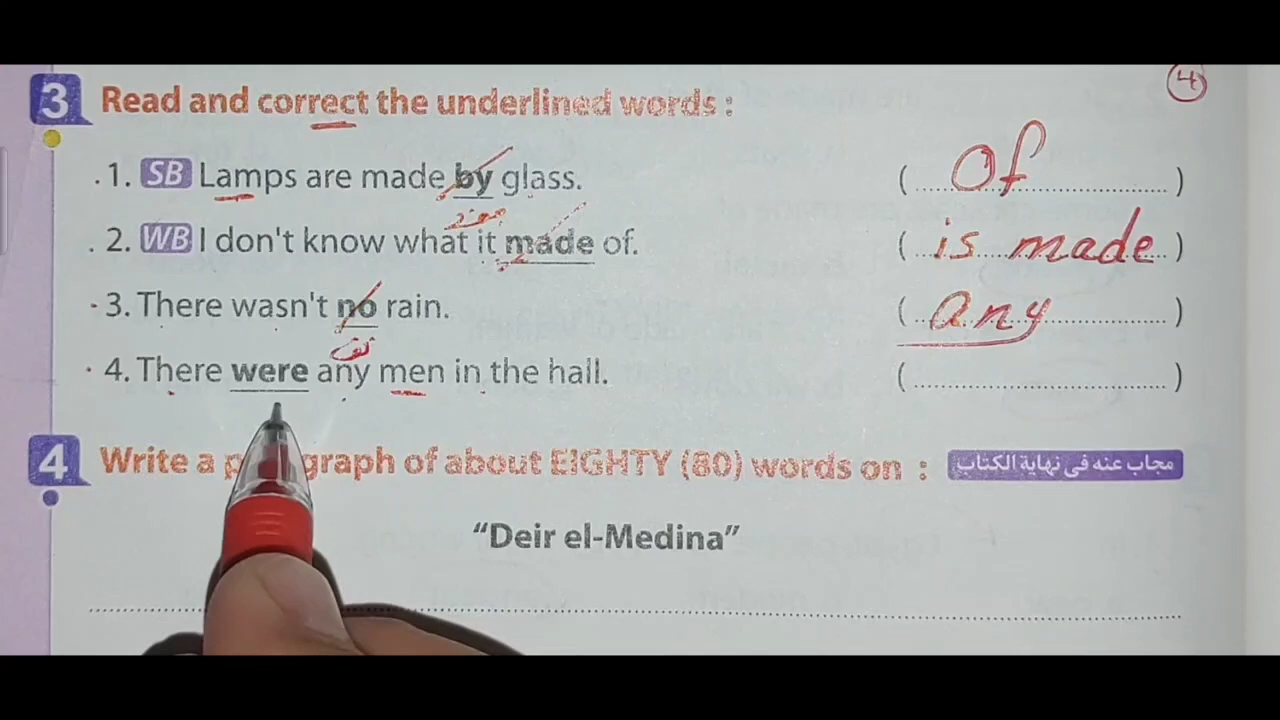 4
3 Read and correct the underlined words :
1. SB Lamps are made by glass. (Of)
2. WB I don't know what it made of. (is made)
3. There wasn't no rain. (any)
4. There were any men in the hall. ()
4 Write a paragraph of about EIGHTY (80) words on : مجاب عنه في نهاية الكتاب
“Deir el-Medina”